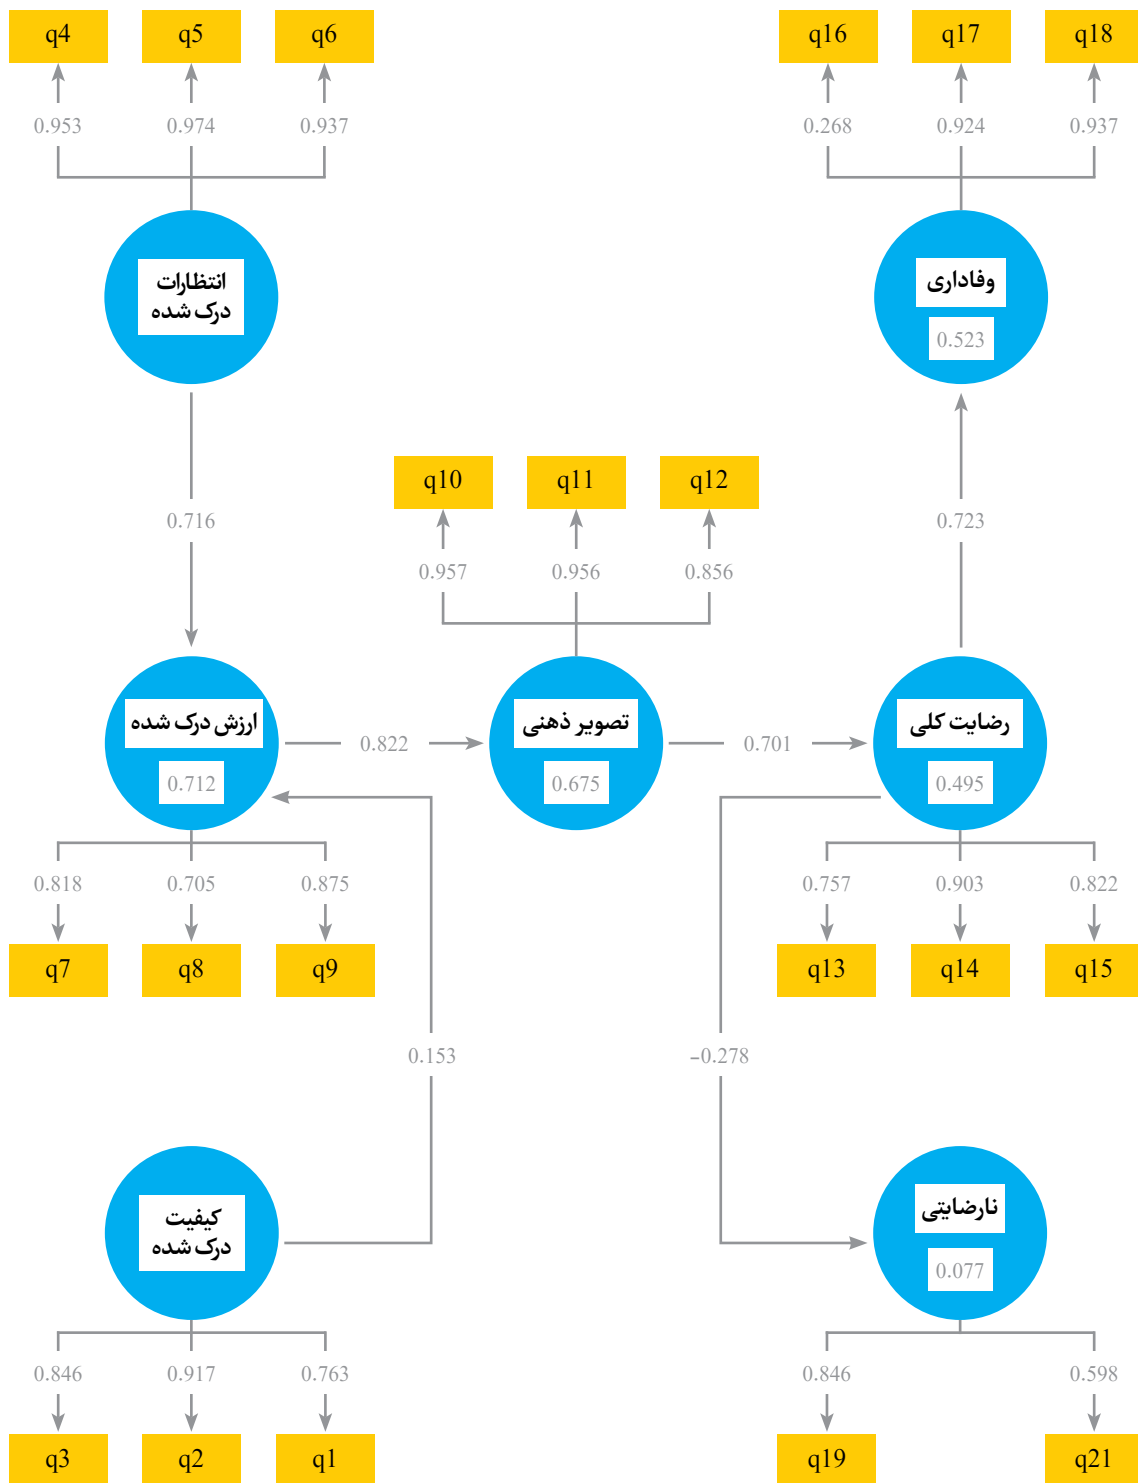 q4 q5 q6 q16 q17 q18
0.953 0.974 0.937 0.268 0.924 0.937
انتظارات
درک شده
وفاداری
0.523
q10 q11 q12
0.716
0.723
0.957 0.956 0.856
ارزش درک شده
0.822
تصویر ذهنی
0.701
رضایت کلی
0.712
0.675
0.495
0.818 0.705 0.875 0.757 0.903 0.822
q7 q8 q9 q13 q14 q15
0.153
-0.278
کیفیت
درک شده
نارضایتی
0.077
0.846 0.917 0.763 0.846 0.598
q3 q2 q1 q19 q21